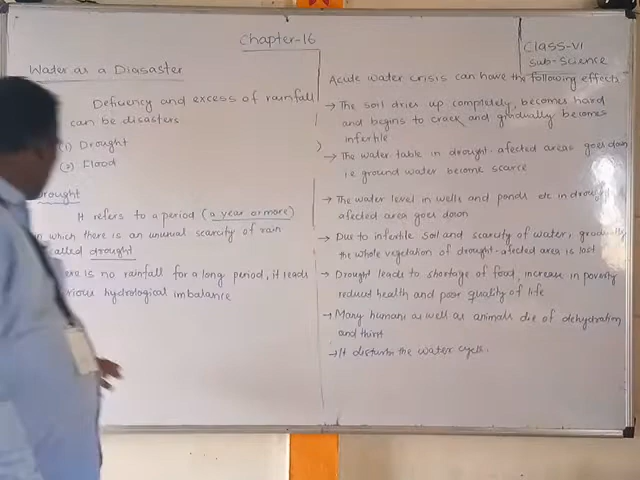 Chapter-16
Class-VI
Sub-Science
Water as a Diasaster
Deficiency and excess of rainfall
can be disasters
(1) Drought
(2) Flood
rought
It refers to a period (a year or more)
in which there is an unusual scarcity of rain
called drought
ere is no rainfall for a long period, it leads
rious hydrological imbalance
Acute water crisis can have the following effects
→ The soil dries up completely, becomes hard
and begins to crack and gradually becomes
infertile
→ The water table in drought-afected areas goes down
i.e ground water become scarce
→ The water level in wells and ponds etc in drought
afected area goes down
→ Due to infertile soil and scarcity of water, gradually
the whole vegetation of drought-afected area is lost
→ Drought leads to shortage of food, increase in poverty
reduct health and poor quality of life
→ Many humans as well as animals die of dehydration
and thirst
→ It disturbs the water cycle.